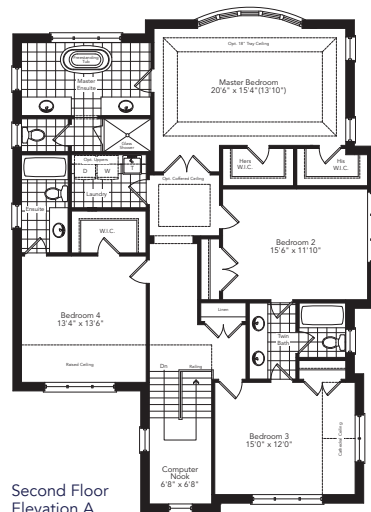 Opt. 18" Tray Ceiling
Freestanding
Tub
Master
Ensuite
Master Bedroom
20'6" x 15'4"(13'10")
Glass
Shower
Opt. Uppers
D
W
Laundry
Hers
W.I.C.
His
W.I.C.
Opt. Coffered Ceiling
Ensuite
W.I.C.
Bedroom 2
15'6" x 11'10"
Bedroom 4
13'4" x 13'6"
Linen
Twin
Bath
Raised Ceiling
Dn
Railing
Cathedral Ceiling
Bedroom 3
15'0" x 12'0"
Computer
Nook
6'8" x 6'8"
Second Floor
Elevation A